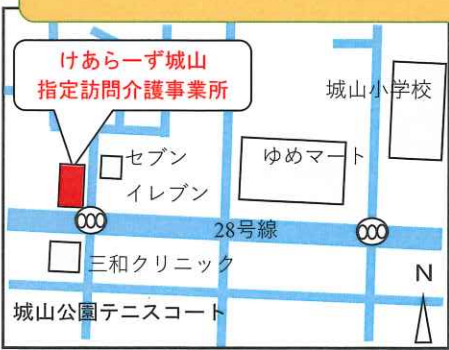 けあらーず城山
指定訪問介護事業所
城山小学校
セブン
イレブン
ゆめマート
28号線
三和クリニック
N
城山公園テニスコート